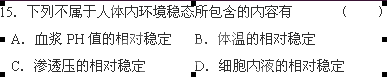 15. 下列不属于人体内环境稳态所包含的内容有 （ ）
A．血浆 PH 值的相对稳定 B．体温的相对稳定
C．渗透压的相对稳定 D．细胞内液的相对稳定